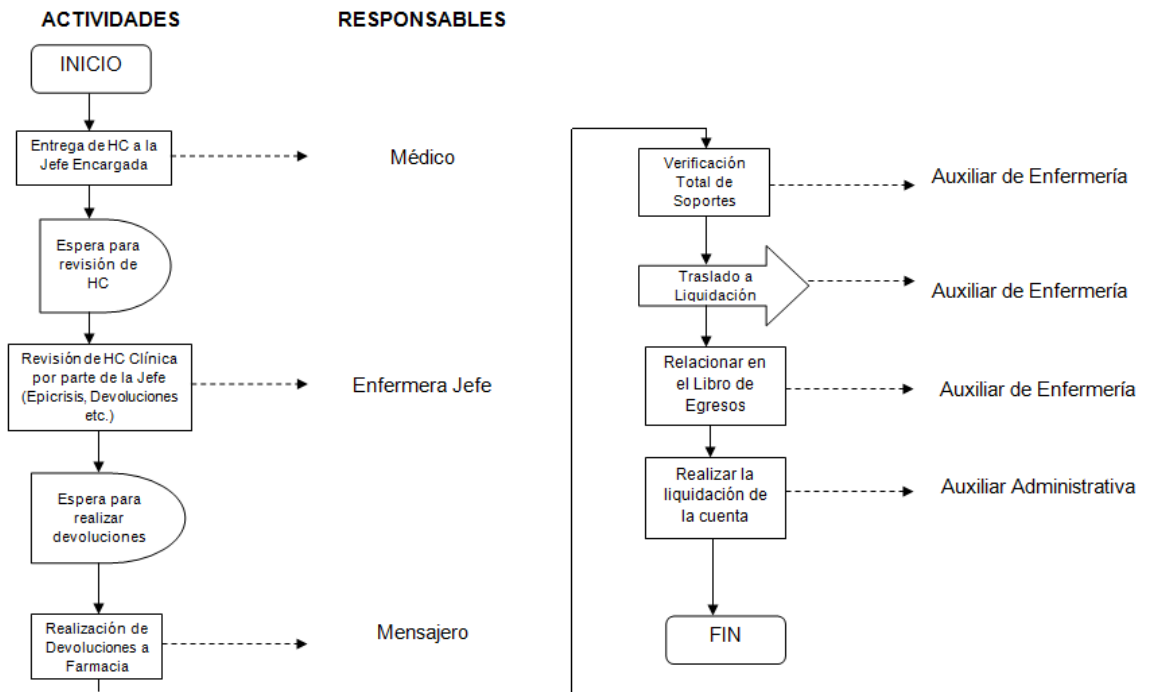 ACTIVIDADES
RESPONSABLES
INICIO
Entrega de HC a la
Jefe Encargada
Médico
Espera para
revisión de
HC
Revisión de HC Clínica
por parte de la Jefe
(Epicrisis, Devoluciones
etc.)
Enfermera Jefe
Espera para
realizar
devoluciones
Realización de
Devoluciones a
Farmacia
Mensajero
Verificación
Total de
Soportes
Auxiliar de Enfermería
Traslado a
Liquidación
Auxiliar de Enfermería
Relacionar en
el Libro de
Egresos
Auxiliar de Enfermería
Realizar la
liquidación de
la cuenta
Auxiliar Administrativa
FIN